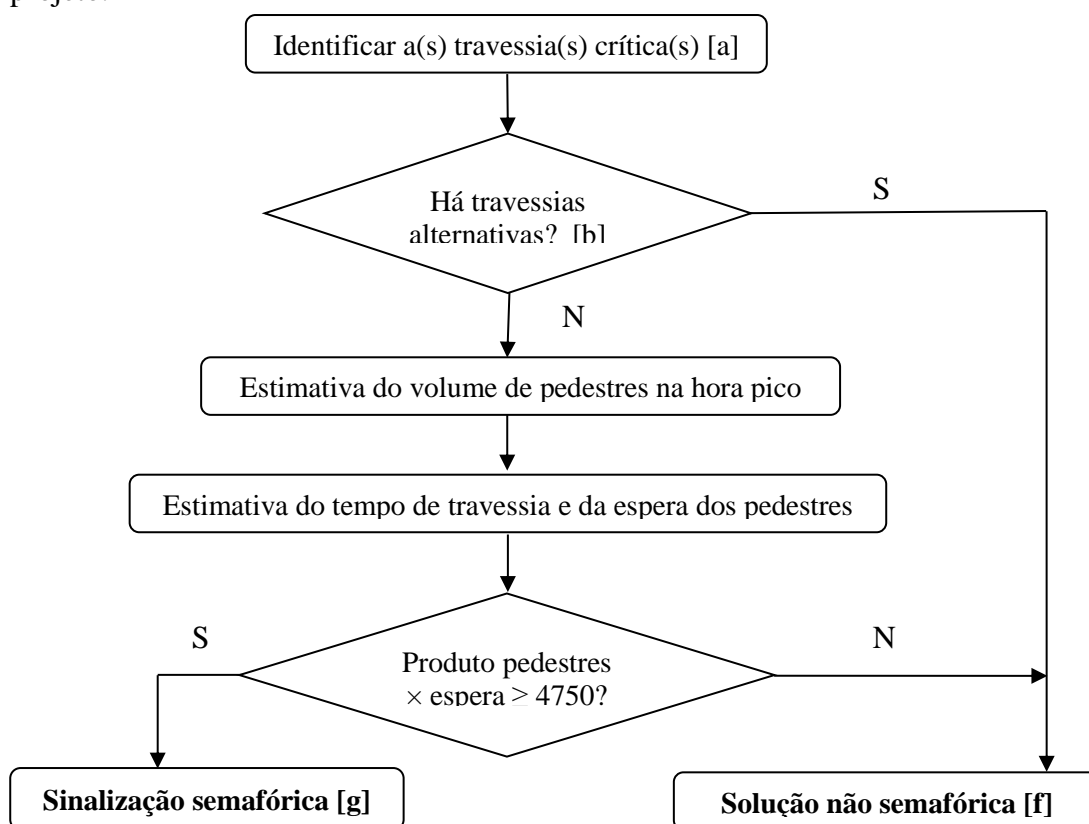 Identificar a(s) travessia(s) crítica(s) [a]
Há travessias
alternativas? [b]
S
N
Estimativa do volume de pedestres na hora pico
Estimativa do tempo de travessia e da espera dos pedestres
S
N
Produto pedestres
× espera ≥ 4750?
Sinalização semafórica [g]
Solução não semafórica [f]